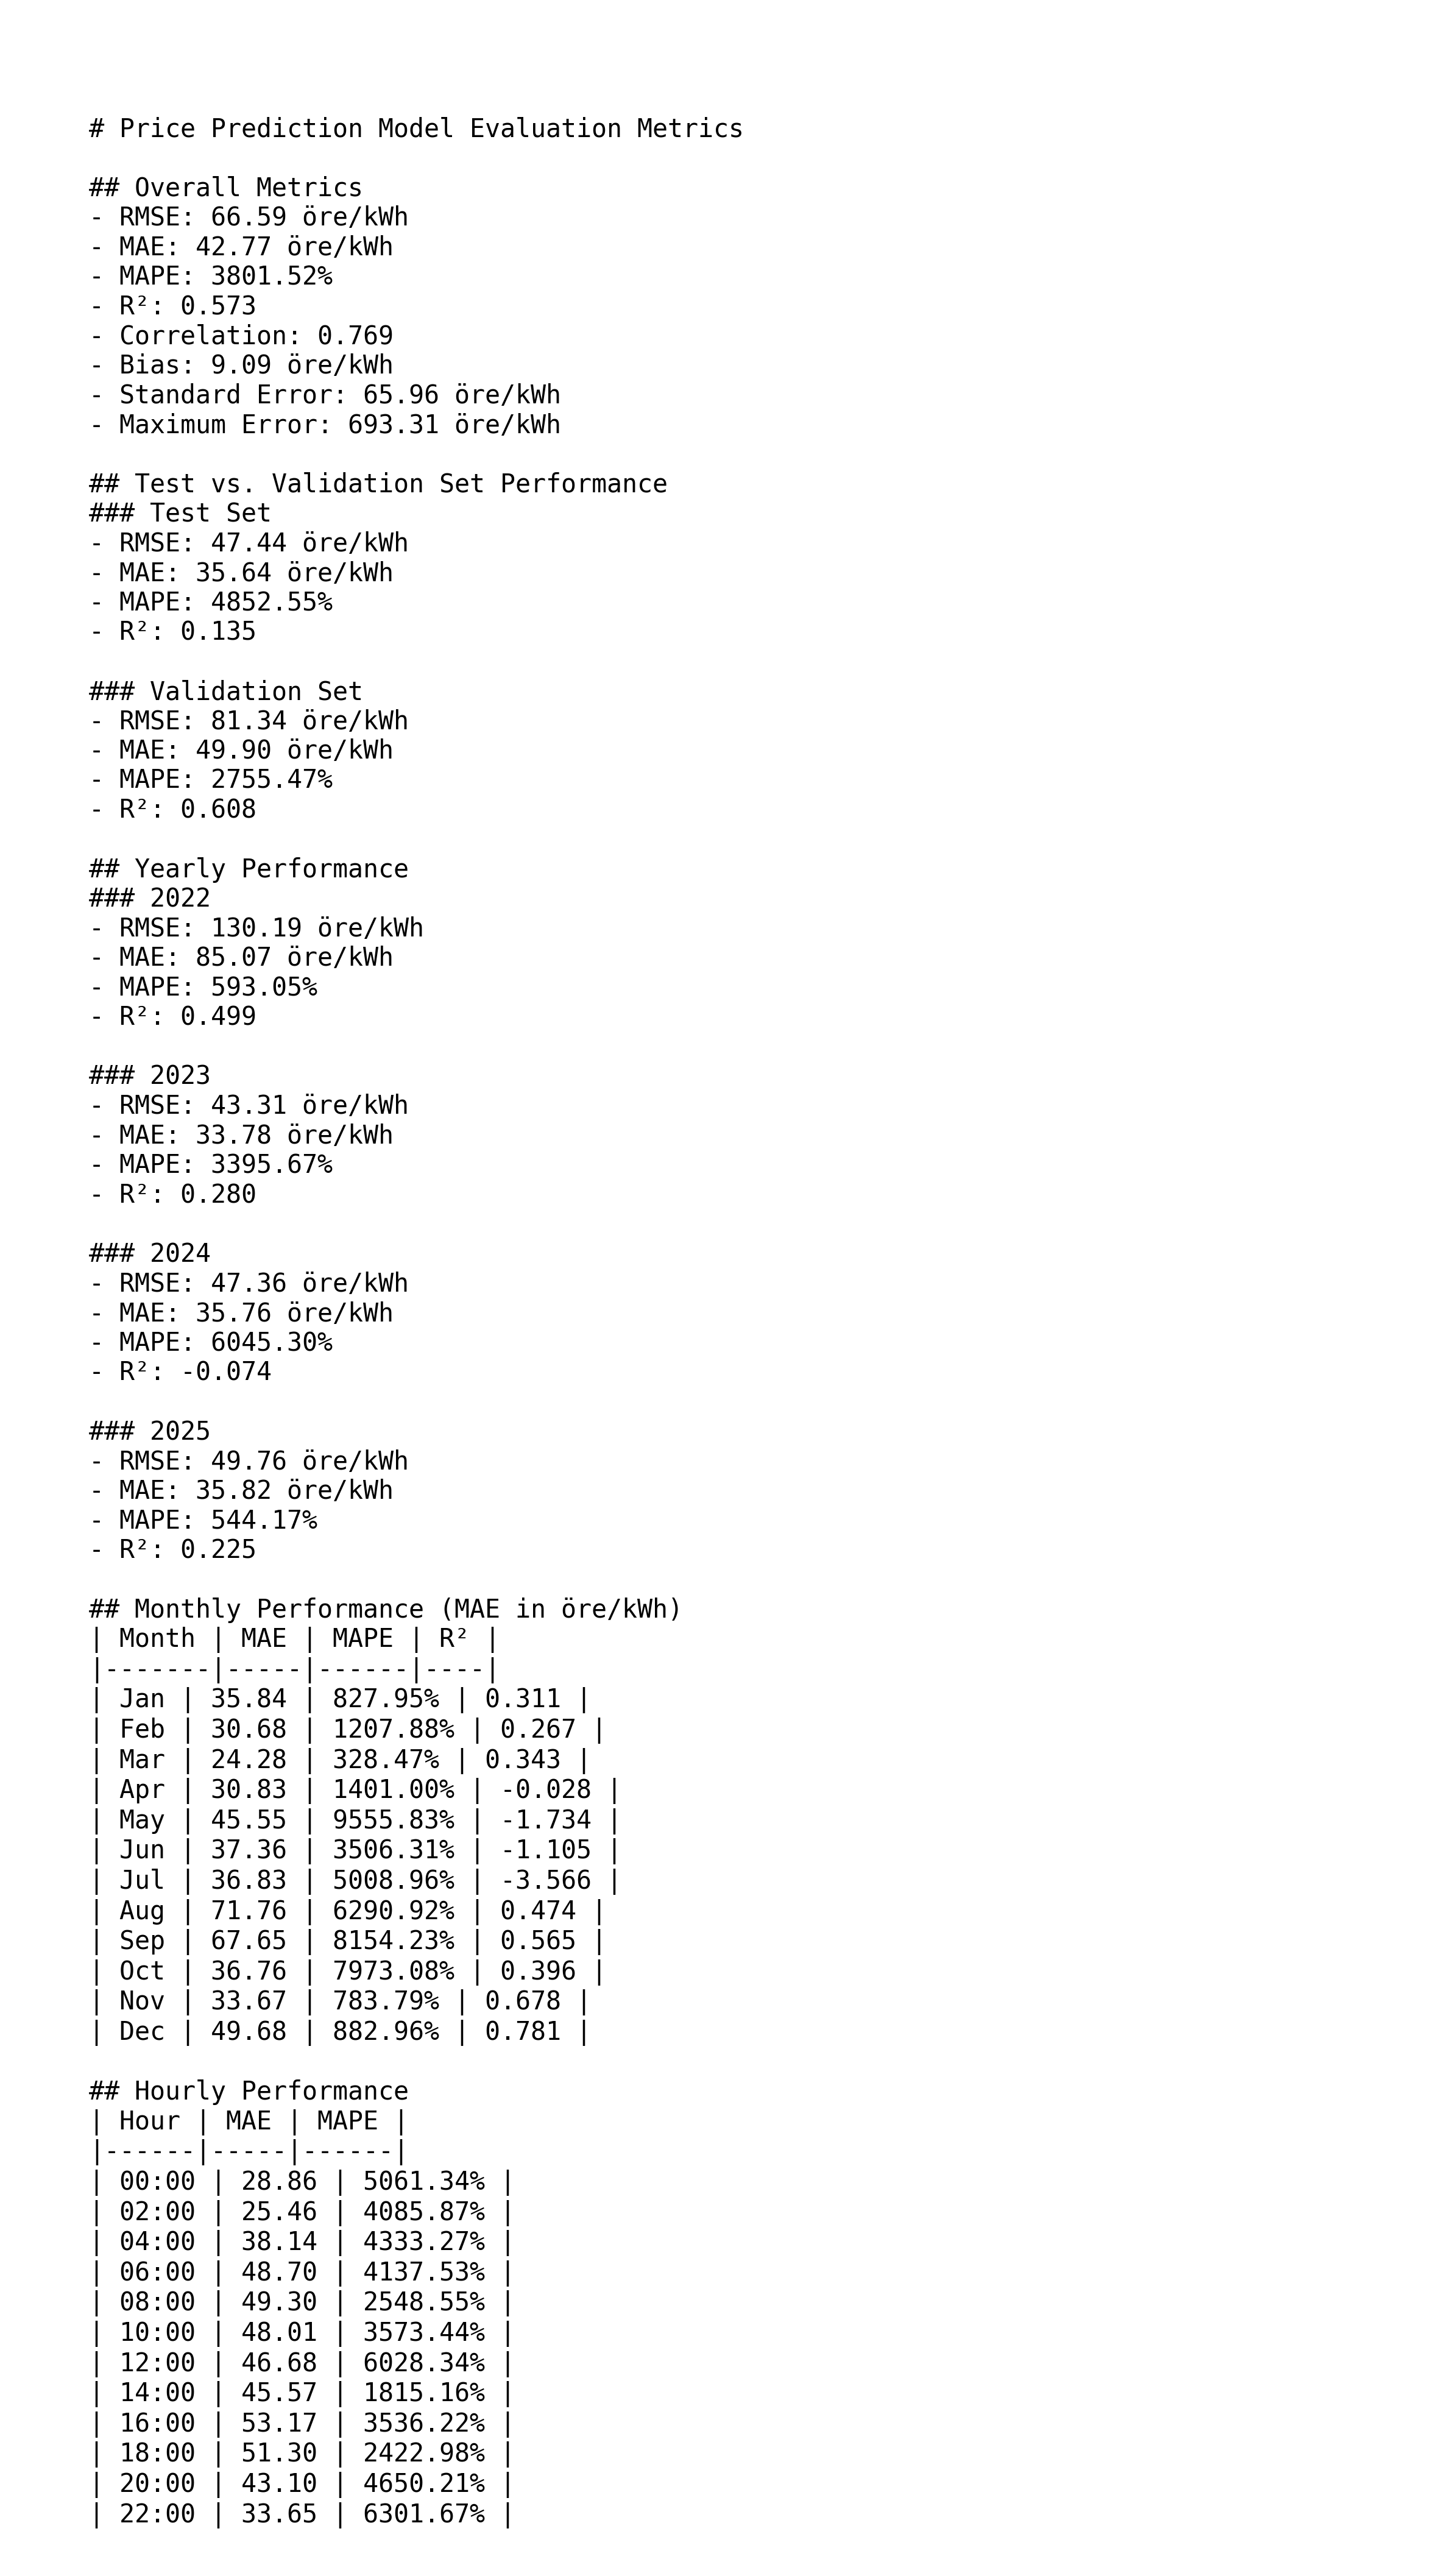 # Price Prediction Model Evaluation Metrics
## Overall Metrics
- RMSE: 66.59 öre/kWh
- MAE: 42.77 öre/kWh
- MAPE: 3801.52%
- R²: 0.573
- Correlation: 0.769
- Bias: 9.09 öre/kWh
- Standard Error: 65.96 öre/kWh
- Maximum Error: 693.31 öre/kWh
## Test vs. Validation Set Performance
### Test Set
- RMSE: 47.44 öre/kWh
- MAE: 35.64 öre/kWh
- MAPE: 4852.55%
- R²: 0.135
### Validation Set
- RMSE: 81.34 öre/kWh
- MAE: 49.90 öre/kWh
- MAPE: 2755.47%
- R²: 0.608
## Yearly Performance
### 2022
- RMSE: 130.19 öre/kWh
- MAE: 85.07 öre/kWh
- MAPE: 593.05%
- R²: 0.499
### 2023
- RMSE: 43.31 öre/kWh
- MAE: 33.78 öre/kWh
- MAPE: 3395.67%
- R²: 0.280
### 2024
- RMSE: 47.36 öre/kWh
- MAE: 35.76 öre/kWh
- MAPE: 6045.30%
- R²: -0.074
### 2025
- RMSE: 49.76 öre/kWh
- MAE: 35.82 öre/kWh
- MAPE: 544.17%
- R²: 0.225
## Monthly Performance (MAE in öre/kWh)
| Month | MAE | MAPE | R² |
|-------|-----|------|----|
| Jan | 35.84 | 827.95% | 0.311 |
| Feb | 30.68 | 1207.88% | 0.267 |
| Mar | 24.28 | 328.47% | 0.343 |
| Apr | 30.83 | 1401.00% | -0.028 |
| May | 45.55 | 9555.83% | -1.734 |
| Jun | 37.36 | 3506.31% | -1.105 |
| Jul | 36.83 | 5008.96% | -3.566 |
| Aug | 71.76 | 6290.92% | 0.474 |
| Sep | 67.65 | 8154.23% | 0.565 |
| Oct | 36.76 | 7973.08% | 0.396 |
| Nov | 33.67 | 783.79% | 0.678 |
| Dec | 49.68 | 882.96% | 0.781 |
## Hourly Performance
| Hour | MAE | MAPE |
|------|-----|------|
| 00:00 | 28.86 | 5061.34% |
| 02:00 | 25.46 | 4085.87% |
| 04:00 | 38.14 | 4333.27% |
| 06:00 | 48.70 | 4137.53% |
| 08:00 | 49.30 | 2548.55% |
| 10:00 | 48.01 | 3573.44% |
| 12:00 | 46.68 | 6028.34% |
| 14:00 | 45.57 | 1815.16% |
| 16:00 | 53.17 | 3536.22% |
| 18:00 | 51.30 | 2422.98% |
| 20:00 | 43.10 | 4650.21% |
| 22:00 | 33.65 | 6301.67% |